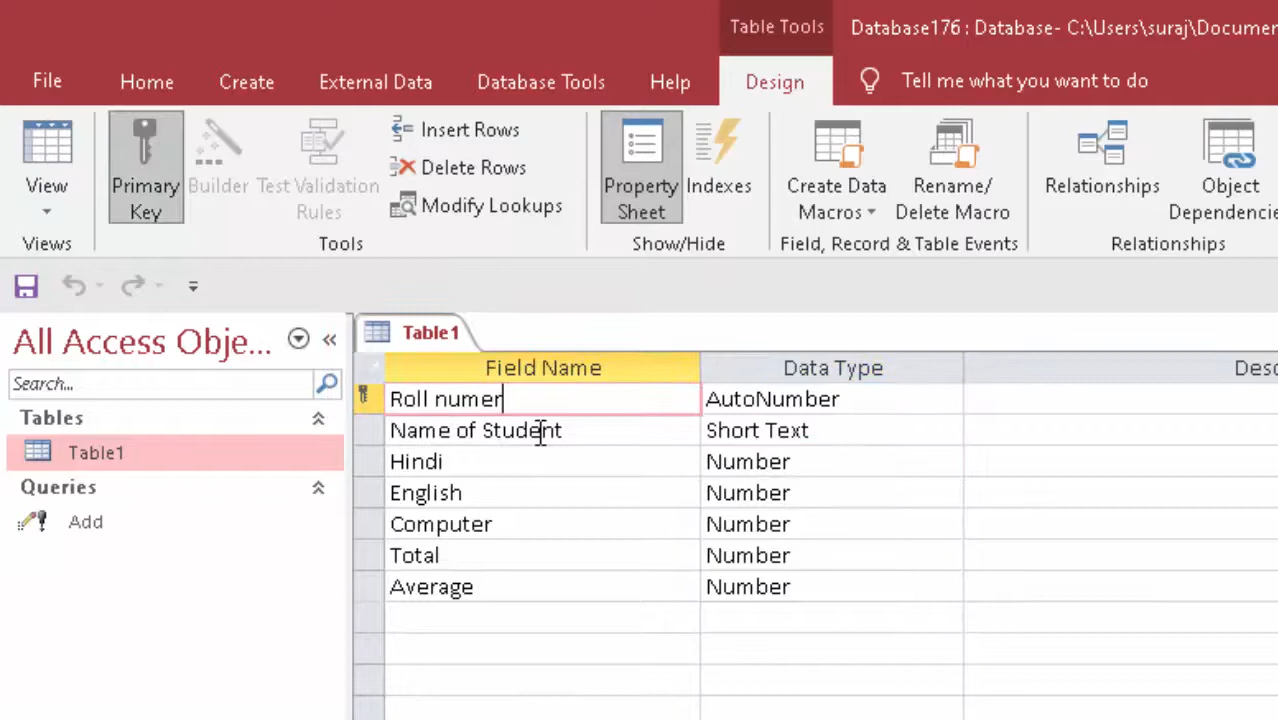 Table Tools
Database176 : Database- C:\Users\suraj\Documen
File
Home
Create
External Data
Database Tools
Help
Design
Tell me what you want to do
View
Primary Key
Builder
Test Validation Rules
Insert Rows
Delete Rows
Modify Lookups
Property Sheet
Indexes
Create Data Macros
Rename/ Delete Macro
Relationships
Object Dependencie
Views
Tools
Show/Hide
Field, Record & Table Events
Relationships
All Access Obje...
Search...
Tables
Table1
Queries
Add
Table1
Field Name Data Type Desc
Roll numer AutoNumber
Name of Student Short Text
Hindi Number
English Number
Computer Number
Total Number
Average Number